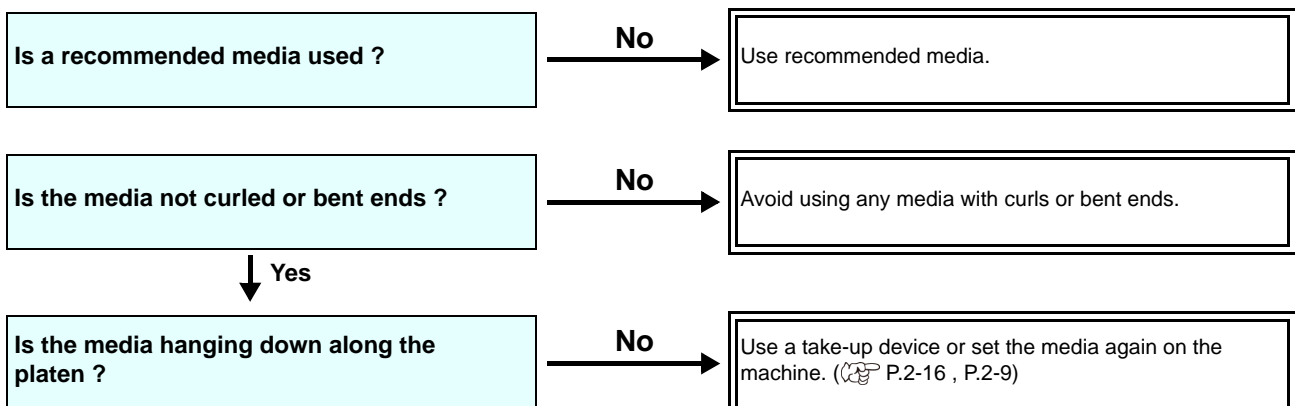 Is a recommended media used ?
No
Use recommended media.
Is the media not curled or bent ends ?
No
Avoid using any media with curls or bent ends.
Yes
Is the media hanging down along the
platen ?
No
Use a take-up device or set the media again on the
machine. ( P.2-16 , P.2-9)